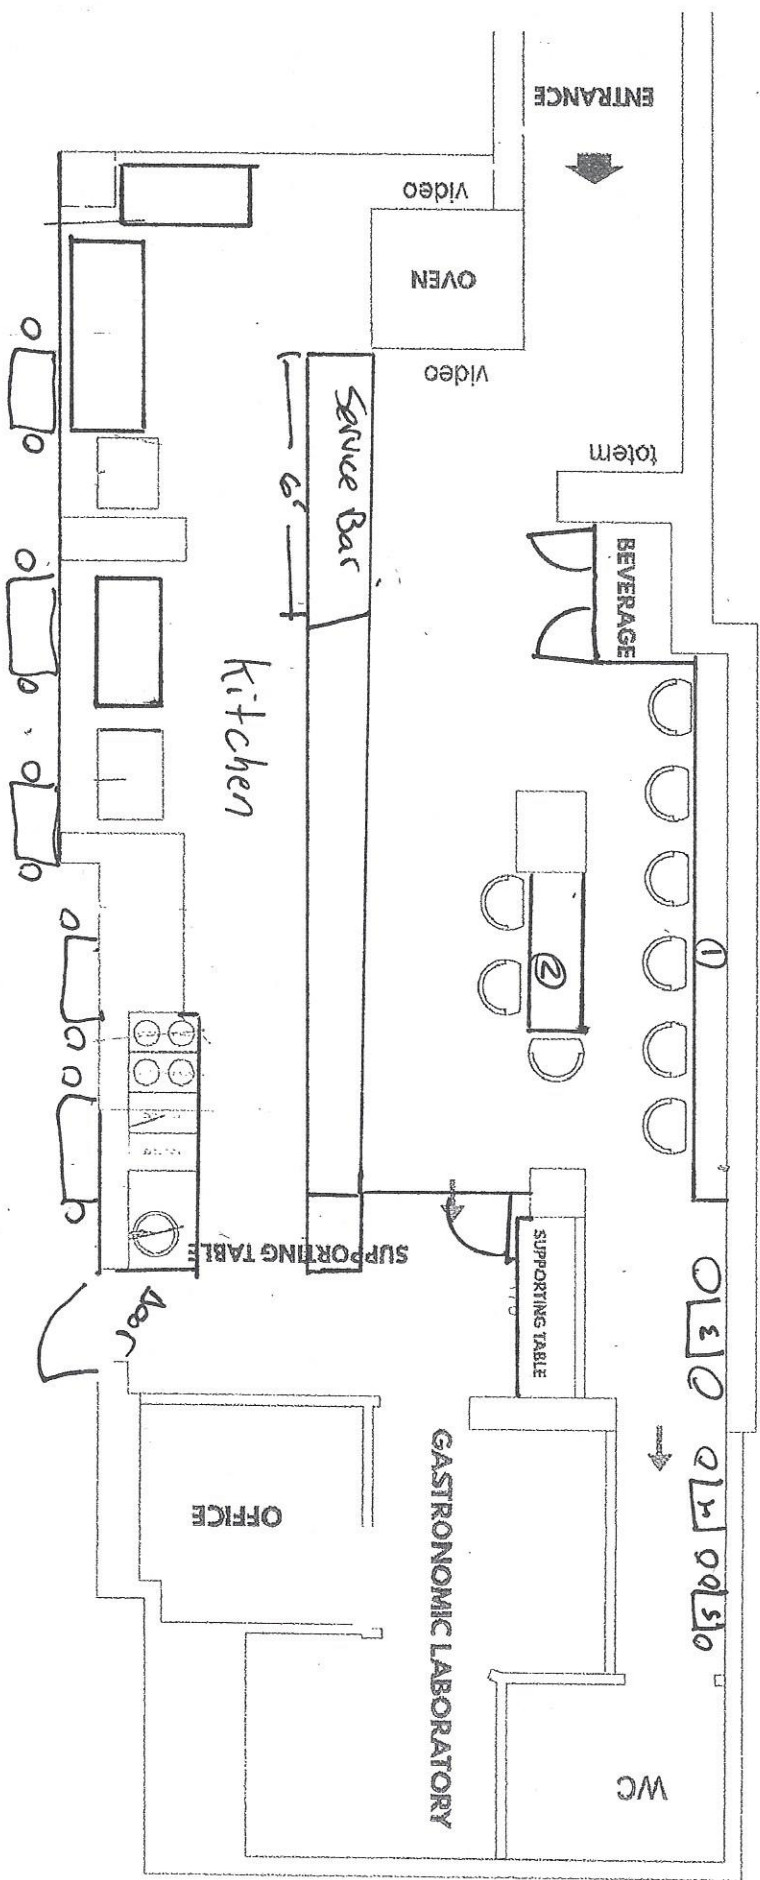 ENTRANCE
video
OVEN
video
totem
Service Bar
6'
BEVERAGE
Kitchen
1
2
SUPPORTING TABLE
SUPPORTING TABLE
Door
3
OFFICE
GASTRONOMIC LABORATORY
5
WC